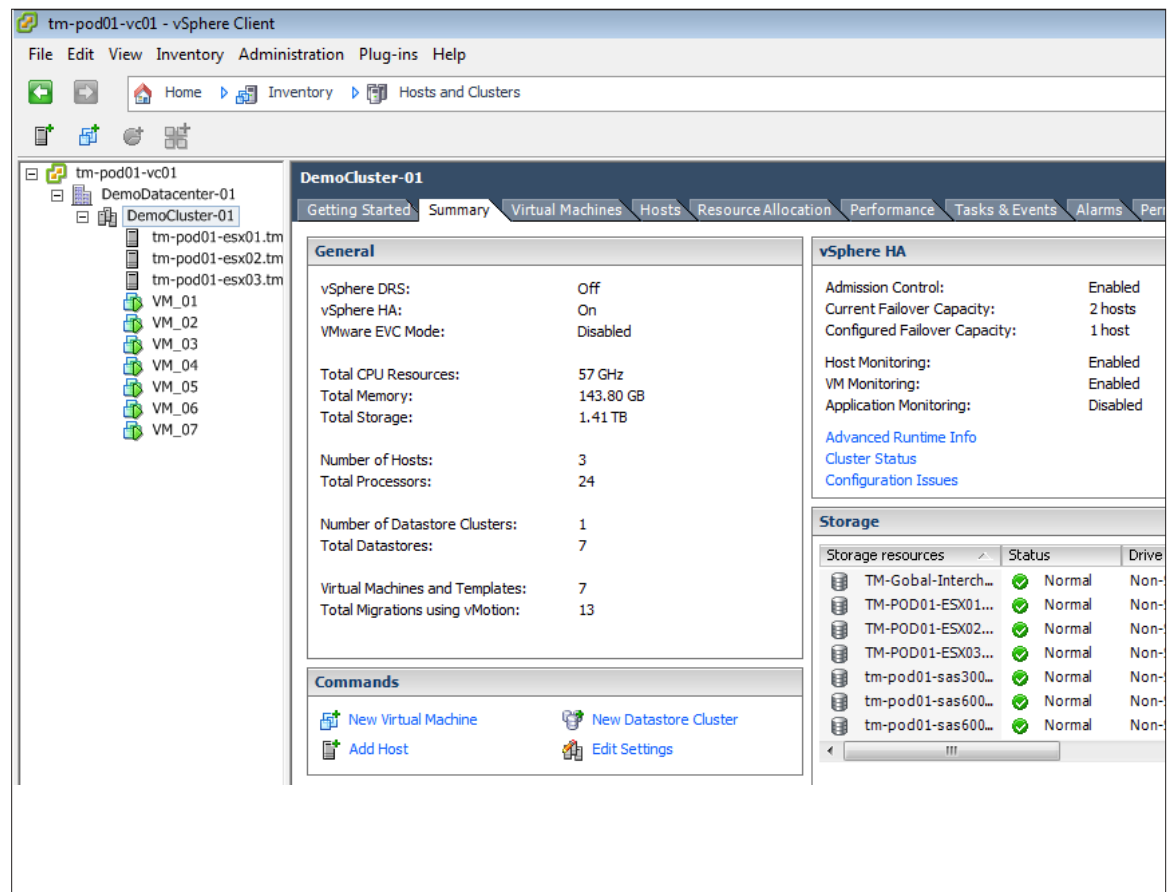 tm-pod01-vc01 - vSphere Client
File Edit View Inventory Administration Plug-ins Help
Home Inventory Hosts and Clusters
tm-pod01-vc01
DemoDatacenter-01
DemoCluster-01
tm-pod01-esx01.tm
tm-pod01-esx02.tm
tm-pod01-esx03.tm
VM_01
VM_02
VM_03
VM_04
VM_05
VM_06
VM_07
DemoCluster-01
Getting Started Summary Virtual Machines Hosts Resource Allocation Performance Tasks & Events Alarms Per
General
vSphere DRS: Off
vSphere HA: On
VMware EVC Mode: Disabled
Total CPU Resources: 57 GHz
Total Memory: 143.80 GB
Total Storage: 1.41 TB
Number of Hosts: 3
Total Processors: 24
Number of Datastore Clusters: 1
Total Datastores: 7
Virtual Machines and Templates: 7
Total Migrations using vMotion: 13
Commands
New Virtual Machine New Datastore Cluster
Add Host Edit Settings
vSphere HA
Admission Control: Enabled
Current Failover Capacity: 2 hosts
Configured Failover Capacity: 1 host
Host Monitoring: Enabled
VM Monitoring: Enabled
Application Monitoring: Disabled
Advanced Runtime Info
Cluster Status
Configuration Issues
Storage
Storage resources Status Drive
TM-Gobal-Interch... Normal Non-
TM-POD01-ESX01... Normal Non-
TM-POD01-ESX02... Normal Non-
TM-POD01-ESX03... Normal Non-
tm-pod01-sas300... Normal Non-
tm-pod01-sas600... Normal Non-
tm-pod01-sas600... Normal Non-